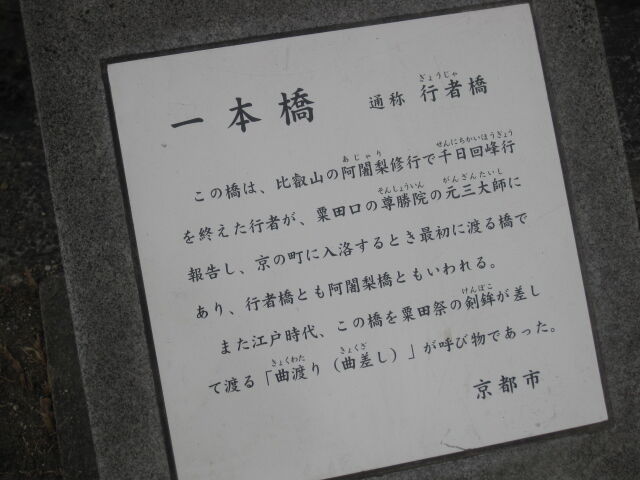 一本橋 通称 行者橋
この橋は、比叡山の阿闍梨修行で千日回峰行
を終えた行者が、粟田口の尊勝院の元三大師に
報告し、京の町に入洛するとき最初に渡る橋で
あり、行者橋とも阿闍梨橋ともいわれる。
また江戸時代、この橋を粟田祭の剣鉾が差し
て渡る「曲渡り（曲差し）」が呼び物であった。
京都市